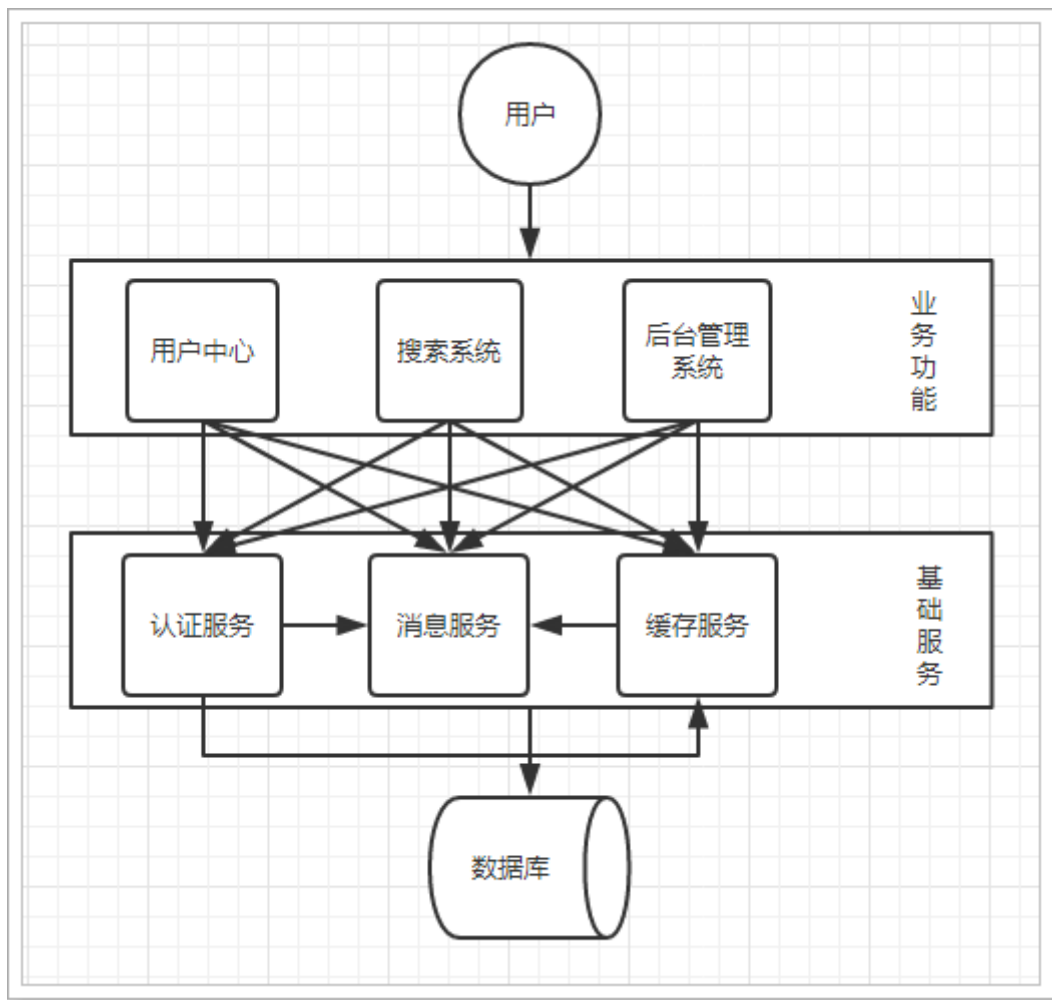 用户
用户中心
搜索系统
后台管理
系统
业
务
功
能
认证服务
消息服务
缓存服务
基
础
服
务
数据库